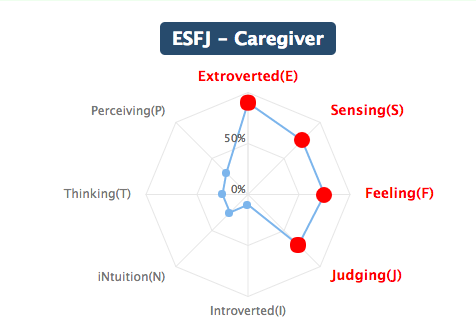 ESFJ – Caregiver
Extroverted(E)
Perceiving(P)
Sensing(S)
50%
Thinking(T)
0%
Feeling(F)
iNtuition(N)
Judging(J)
Introverted(I)